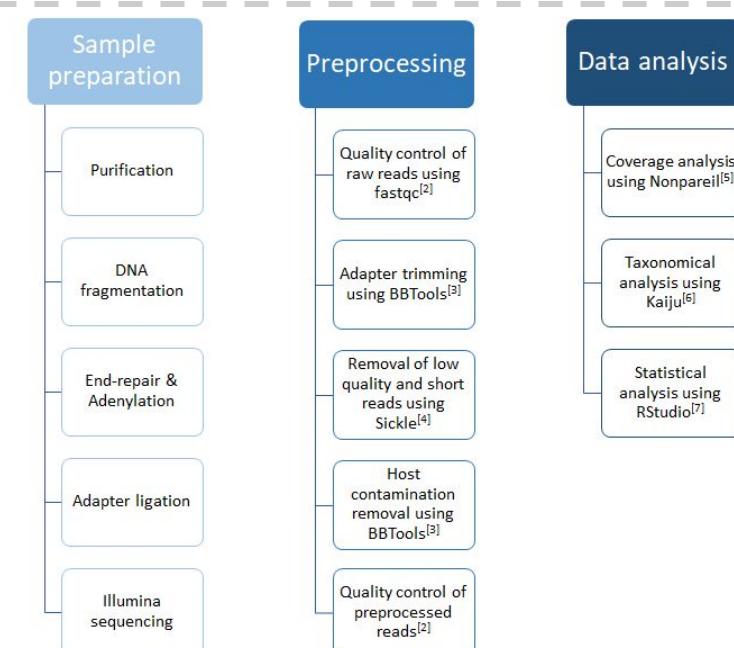 Sample
preparation
Purification
DNA
fragmentation
End-repair &
Adenylation
Adapter ligation
Illumina
sequencing
Preprocessing
Quality control of
raw reads using
fastqc[2]
Adapter trimming
using BBTools[3]
Removal of low
quality and short
reads using
Sickle[4]
Host
contamination
removal using
BBTools[3]
Quality control of
preprocessed
reads[2]
Data analysis
Coverage analysis
using Nonpareil[5]
Taxonomical
analysis using
Kaiju[6]
Statistical
analysis using
RStudio[7]